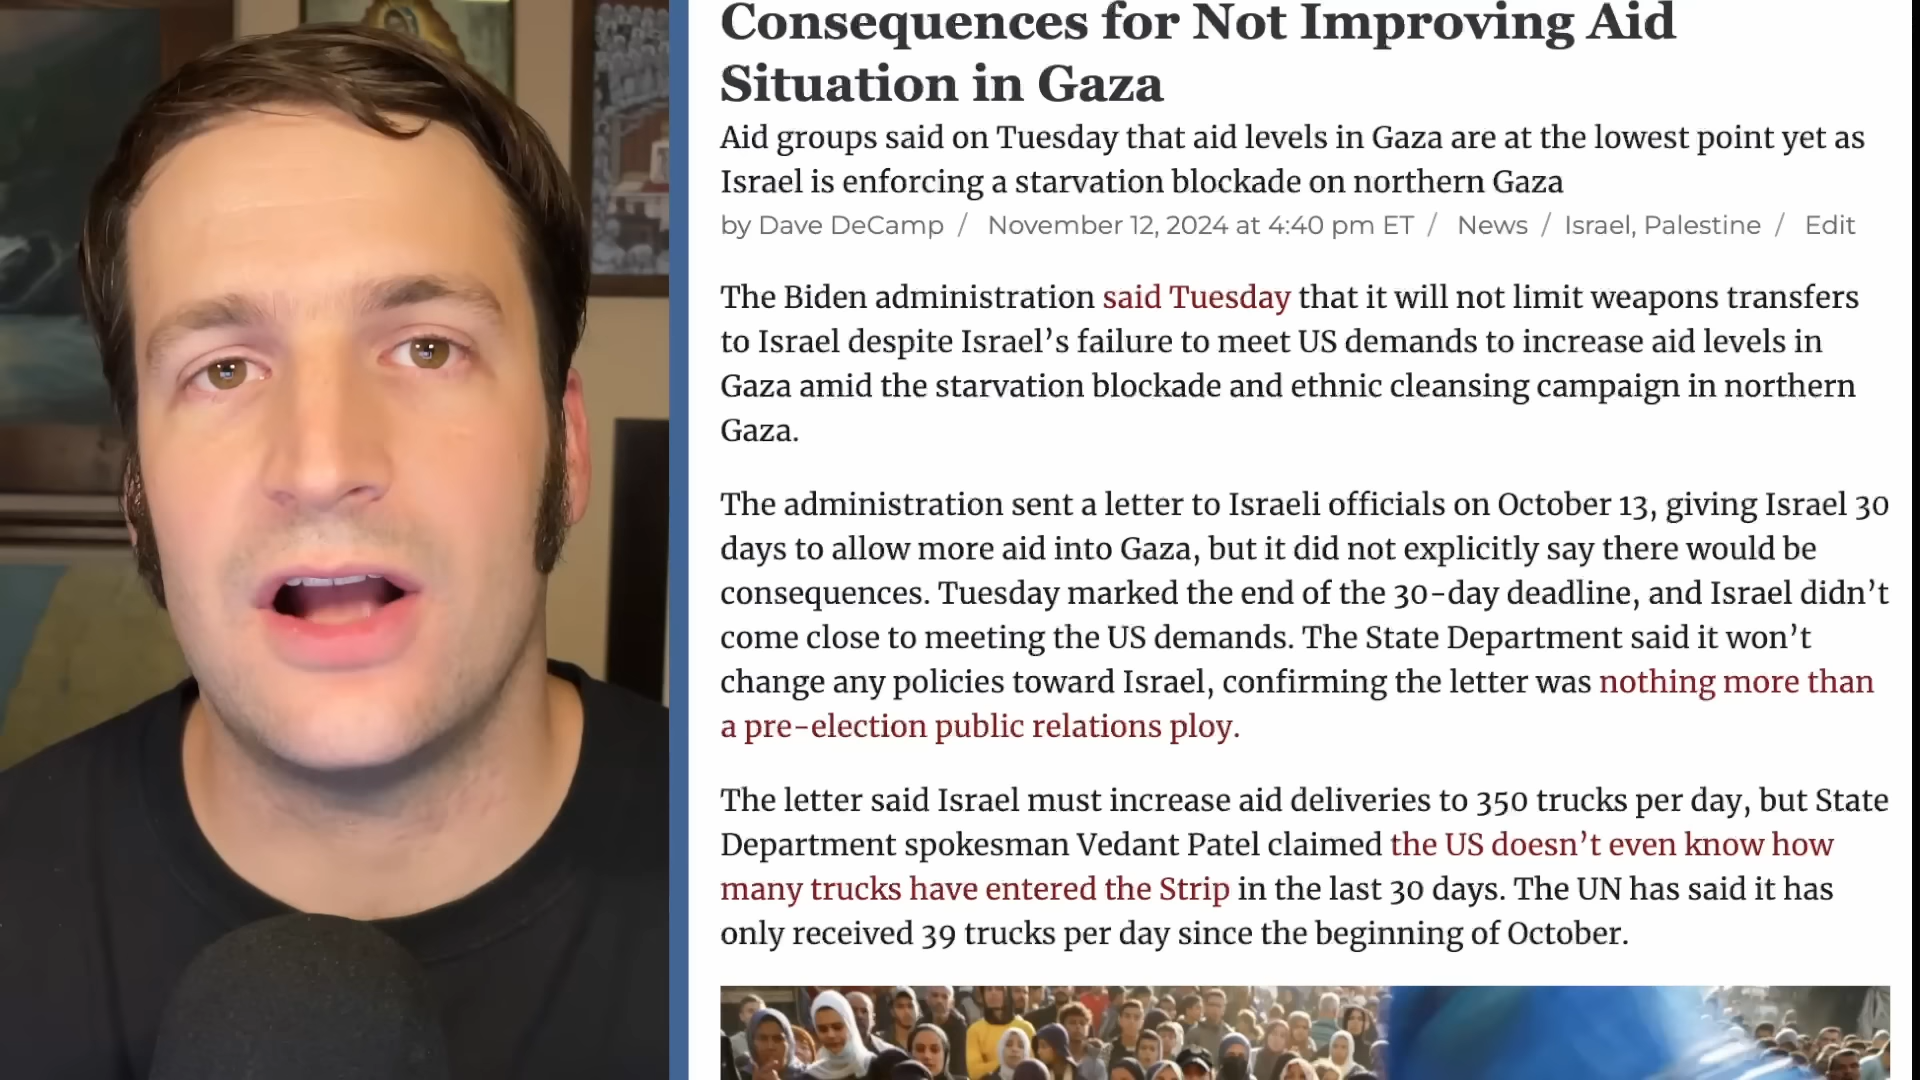 Consequences for Not Improving Aid
Situation in Gaza
Aid groups said on Tuesday that aid levels in Gaza are at the lowest point yet as
Israel is enforcing a starvation blockade on northern Gaza
by Dave DeCamp / November 12, 2024 at 4:40 pm ET / News / Israel, Palestine / Edit
The Biden administration said Tuesday that it will not limit weapons transfers
to Israel despite Israel’s failure to meet US demands to increase aid levels in
Gaza amid the starvation blockade and ethnic cleansing campaign in northern
Gaza.
The administration sent a letter to Israeli officials on October 13, giving Israel 30
days to allow more aid into Gaza, but it did not explicitly say there would be
consequences. Tuesday marked the end of the 30-day deadline, and Israel didn’t
come close to meeting the US demands. The State Department said it won’t
change any policies toward Israel, confirming the letter was nothing more than
a pre-election public relations ploy.
The letter said Israel must increase aid deliveries to 350 trucks per day, but State
Department spokesman Vedant Patel claimed the US doesn’t even know how
many trucks have entered the Strip in the last 30 days. The UN has said it has
only received 39 trucks per day since the beginning of October.